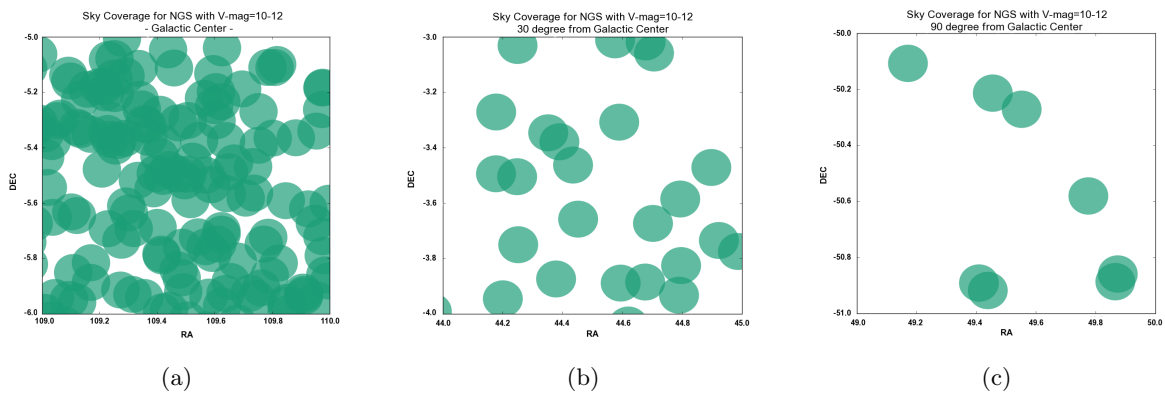 Sky Coverage for NGS with V-mag=10-12
- Galactic Center -
-5.0
-5.2
-5.4
-5.6
-5.8
-6.0
DEC
109.0
109.2
109.4
109.6
109.8
110.0
RA
(a)
Sky Coverage for NGS with V-mag=10-12
30 degree from Galactic Center
-3.0
-3.2
-3.4
-3.6
-3.8
-4.0
DEC
44.0
44.2
44.4
44.6
44.8
45.0
RA
(b)
Sky Coverage for NGS with V-mag=10-12
90 degree from Galactic Center
-50.0
-50.2
-50.4
-50.6
-50.8
-51.0
DEC
49.0
49.2
49.4
49.6
49.8
50.0
RA
(c)